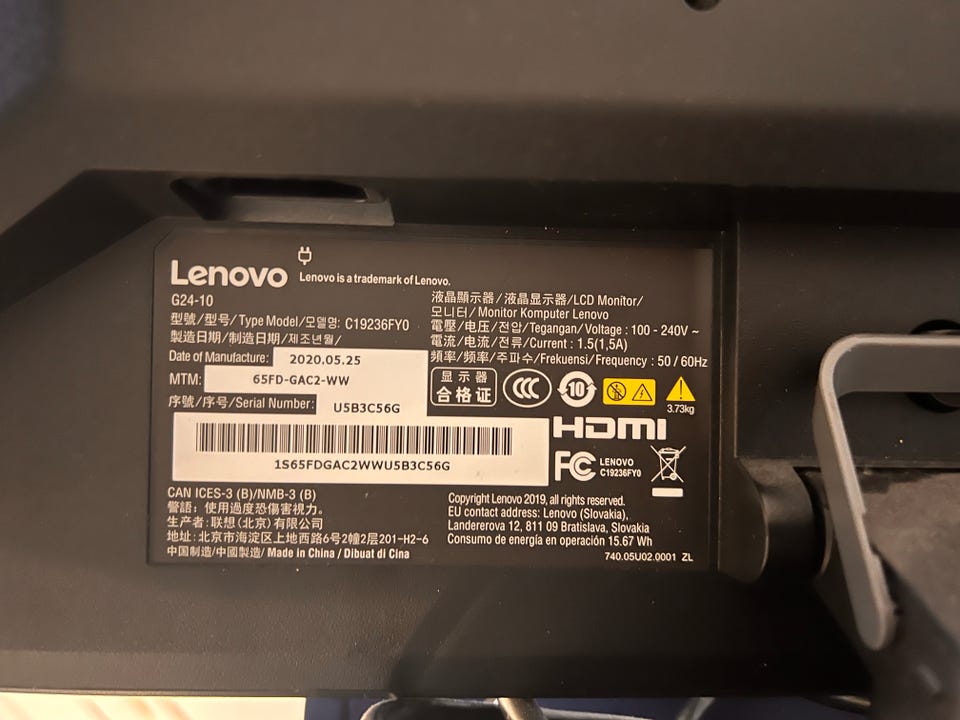 Lenovo
Lenovo is a trademark of Lenovo.
G24-10
型號/型号/Type Model/모델명: C19236FY0
製造日期/制造日期/제조년월/
Date of Manufacture: 2020.05.25
MTM: 65FD-GAC2-WW
序號/序号/Serial Number: U5B3C56G
1S65FDGAC2WWU5B3C56G
液晶顯示器/液晶显示器/LCD Monitor/
모니터/Monitor Komputer Lenovo
電壓/电压/전압/Tegangan/Voltage : 100 - 240V ~
電流/电流/전류/Current : 1.5(1,5A)
頻率/频率/주파수/Frekuensi/Frequency : 50 / 60Hz
显示器
合格证
CCC
10
3.73kg
HDMI
FC LENOVO
C19236FY0
CAN ICES-3 (B)/NMB-3 (B)
警語: 使用過度恐傷害視力。
生产者: 联想(北京)有限公司
地址: 北京市海淀区上地西路6号2幢2层201-H2-6
中国制造/中國製造/Made in China / Dibuat di Cina
Copyright Lenovo 2019, all rights reserved.
EU contact address: Lenovo (Slovakia),
Landererova 12, 811 09 Bratislava, Slovakia
Consumo de energía en operación 15.67 Wh
740.05U02.0001 ZL